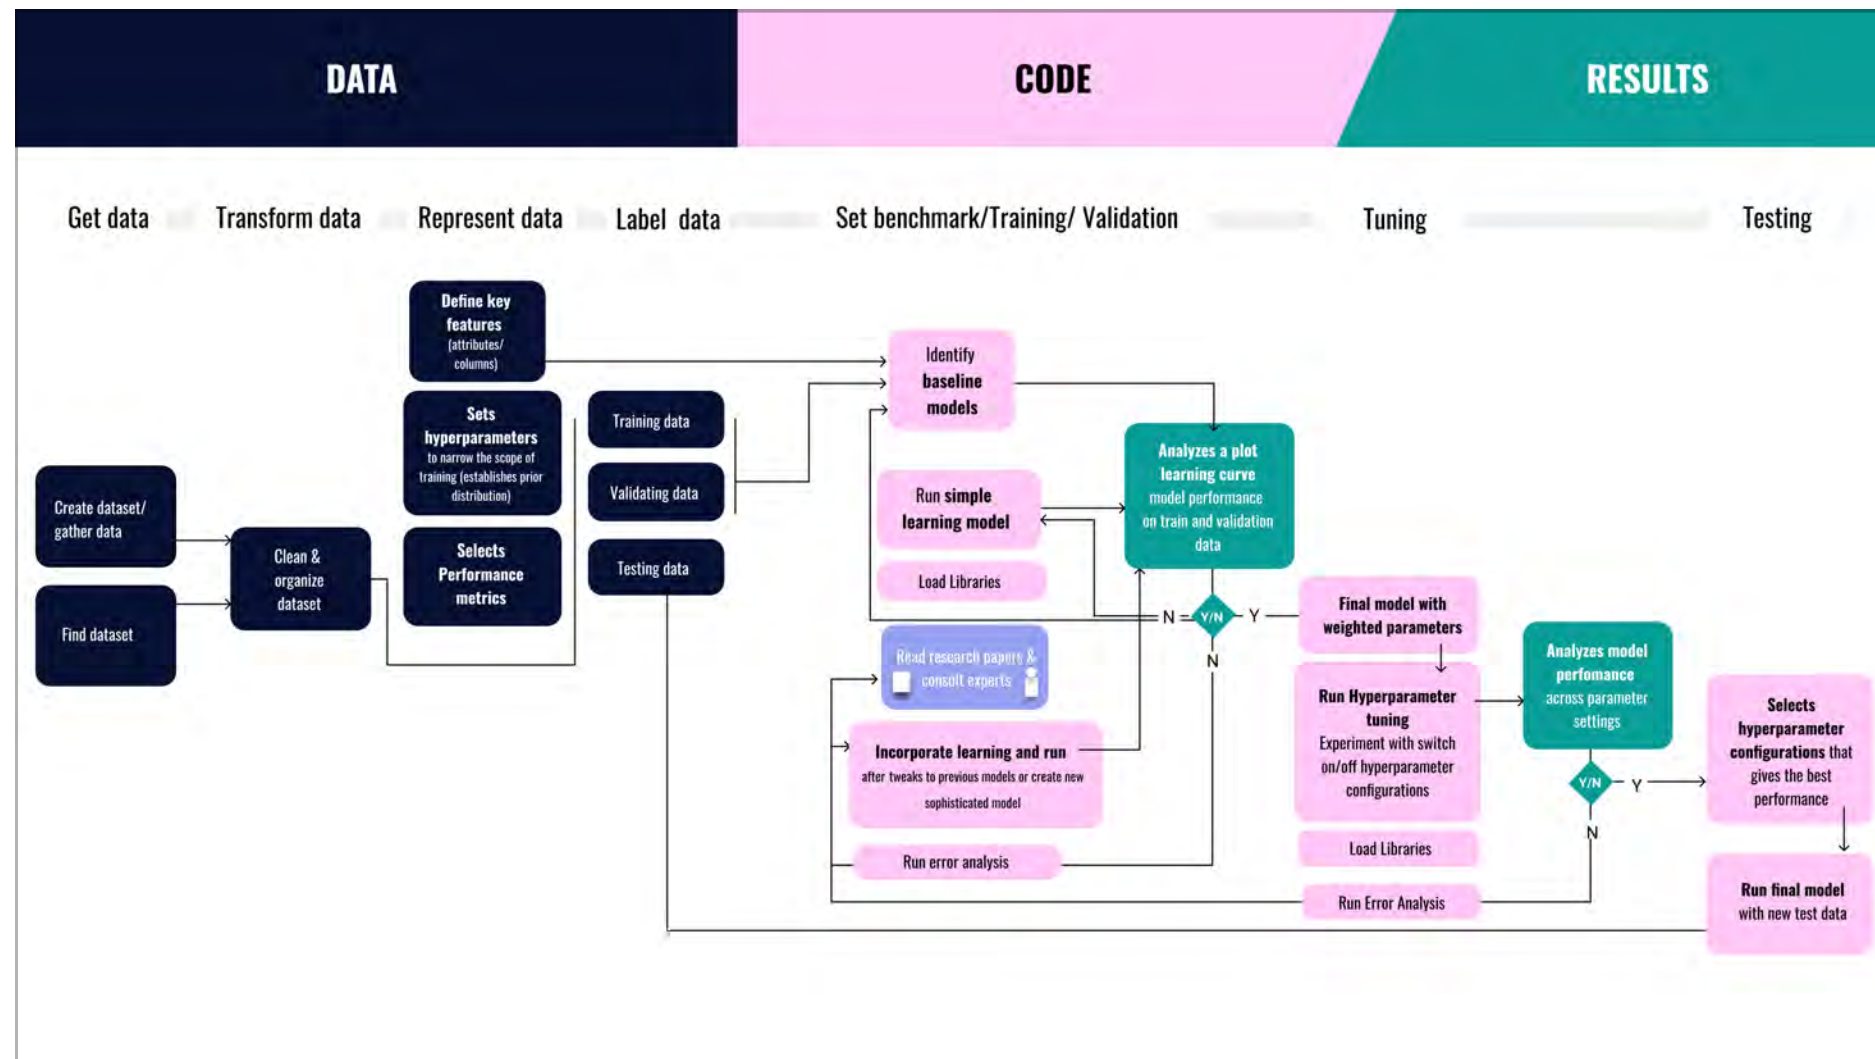 DATA
CODE
RESULTS
Get data
Transform data
Represent data
Label data
Set benchmark/Training/ Validation
Tuning
Testing
Define key
features
(attributes/
columns)
Sets
hyperparameters
to narrow the scope of
training (establishes prior
distribution)
Selects
Performance
metrics
Create dataset/
gather data
Find dataset
Clean &
organize
dataset
Training data
Validating data
Testing data
Identify
baseline
models
Run simple
learning model
Load Libraries
Read research papers &
consult experts
Incorporate learning and run
after tweaks to previous models or create new
sophisticated model
Run error analysis
Analyzes a plot
learning curve
model performance
on train and validation
data
N
Y/N
Y
N
Final model with
weighted parameters
Run Hyperparameter
tuning
Experiment with switch
on/off hyperparameter
configurations
Load Libraries
Run Error Analysis
Analyzes model
perfomance
across parameter
settings
Y/N
Y
N
Selects
hyperparameter
configurations that
gives the best
performance
Run final model
with new test data